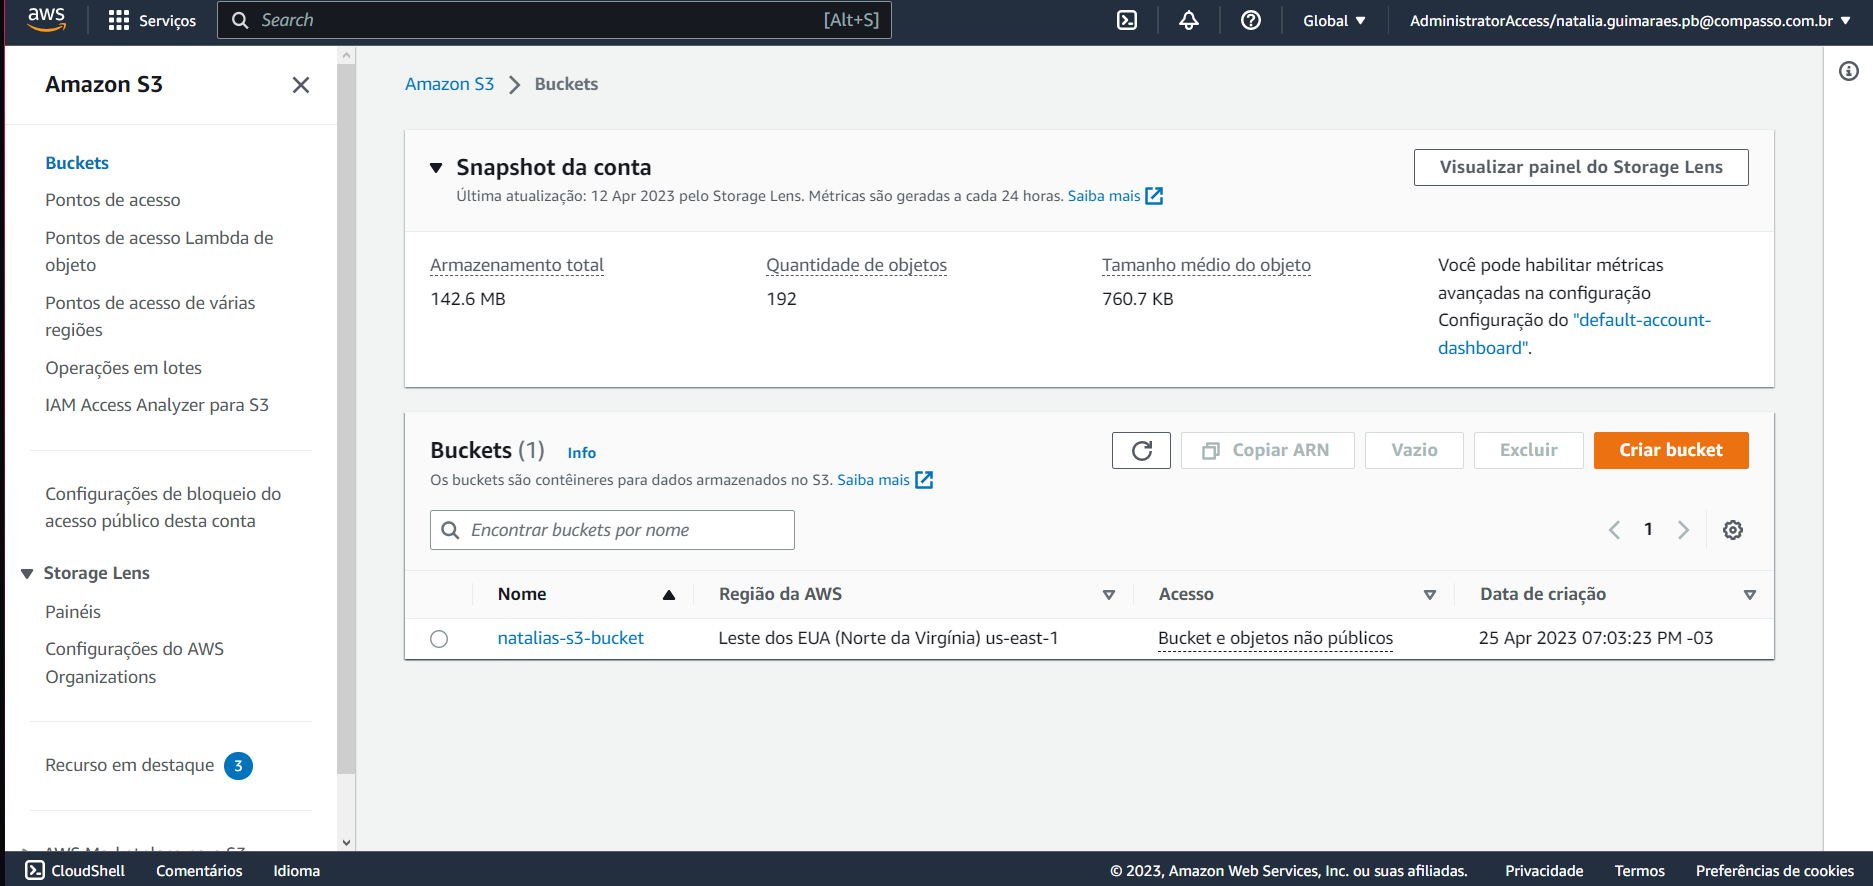 aws
Serviços
Search
[Alt+S]
Global
AdministratorAccess/natalia.guimaraes.pb@compasso.com.br
Amazon S3
Buckets
Pontos de acesso
Pontos de acesso Lambda de
objeto
Pontos de acesso de várias
regiões
Operações em lotes
IAM Access Analyzer para S3
Configurações de bloqueio do
acesso público desta conta
Storage Lens
Painéis
Configurações do AWS
Organizations
Recurso em destaque 3
AWS Marketplace para S3
Amazon S3 > Buckets
Snapshot da conta
Última atualização: 12 Apr 2023 pelo Storage Lens. Métricas são geradas a cada 24 horas. Saiba mais
Visualizar painel do Storage Lens
Armazenamento total
142.6 MB
Quantidade de objetos
192
Tamanho médio do objeto
760.7 KB
Você pode habilitar métricas
avançadas na configuração
Configuração do "default-account-
dashboard".
Buckets (1) Info
Os buckets são contêineres para dados armazenados no S3. Saiba mais
Copiar ARN
Vazio
Excluir
Criar bucket
Encontrar buckets por nome
1
Nome Região da AWS Acesso Data de criação
natalias-s3-bucket Leste dos EUA (Norte da Virgínia) us-east-1 Bucket e objetos não públicos 25 Apr 2023 07:03:23 PM -03
CloudShell Comentários Idioma © 2023, Amazon Web Services, Inc. ou suas afiliadas. Privacidade Termos Preferências de cookies